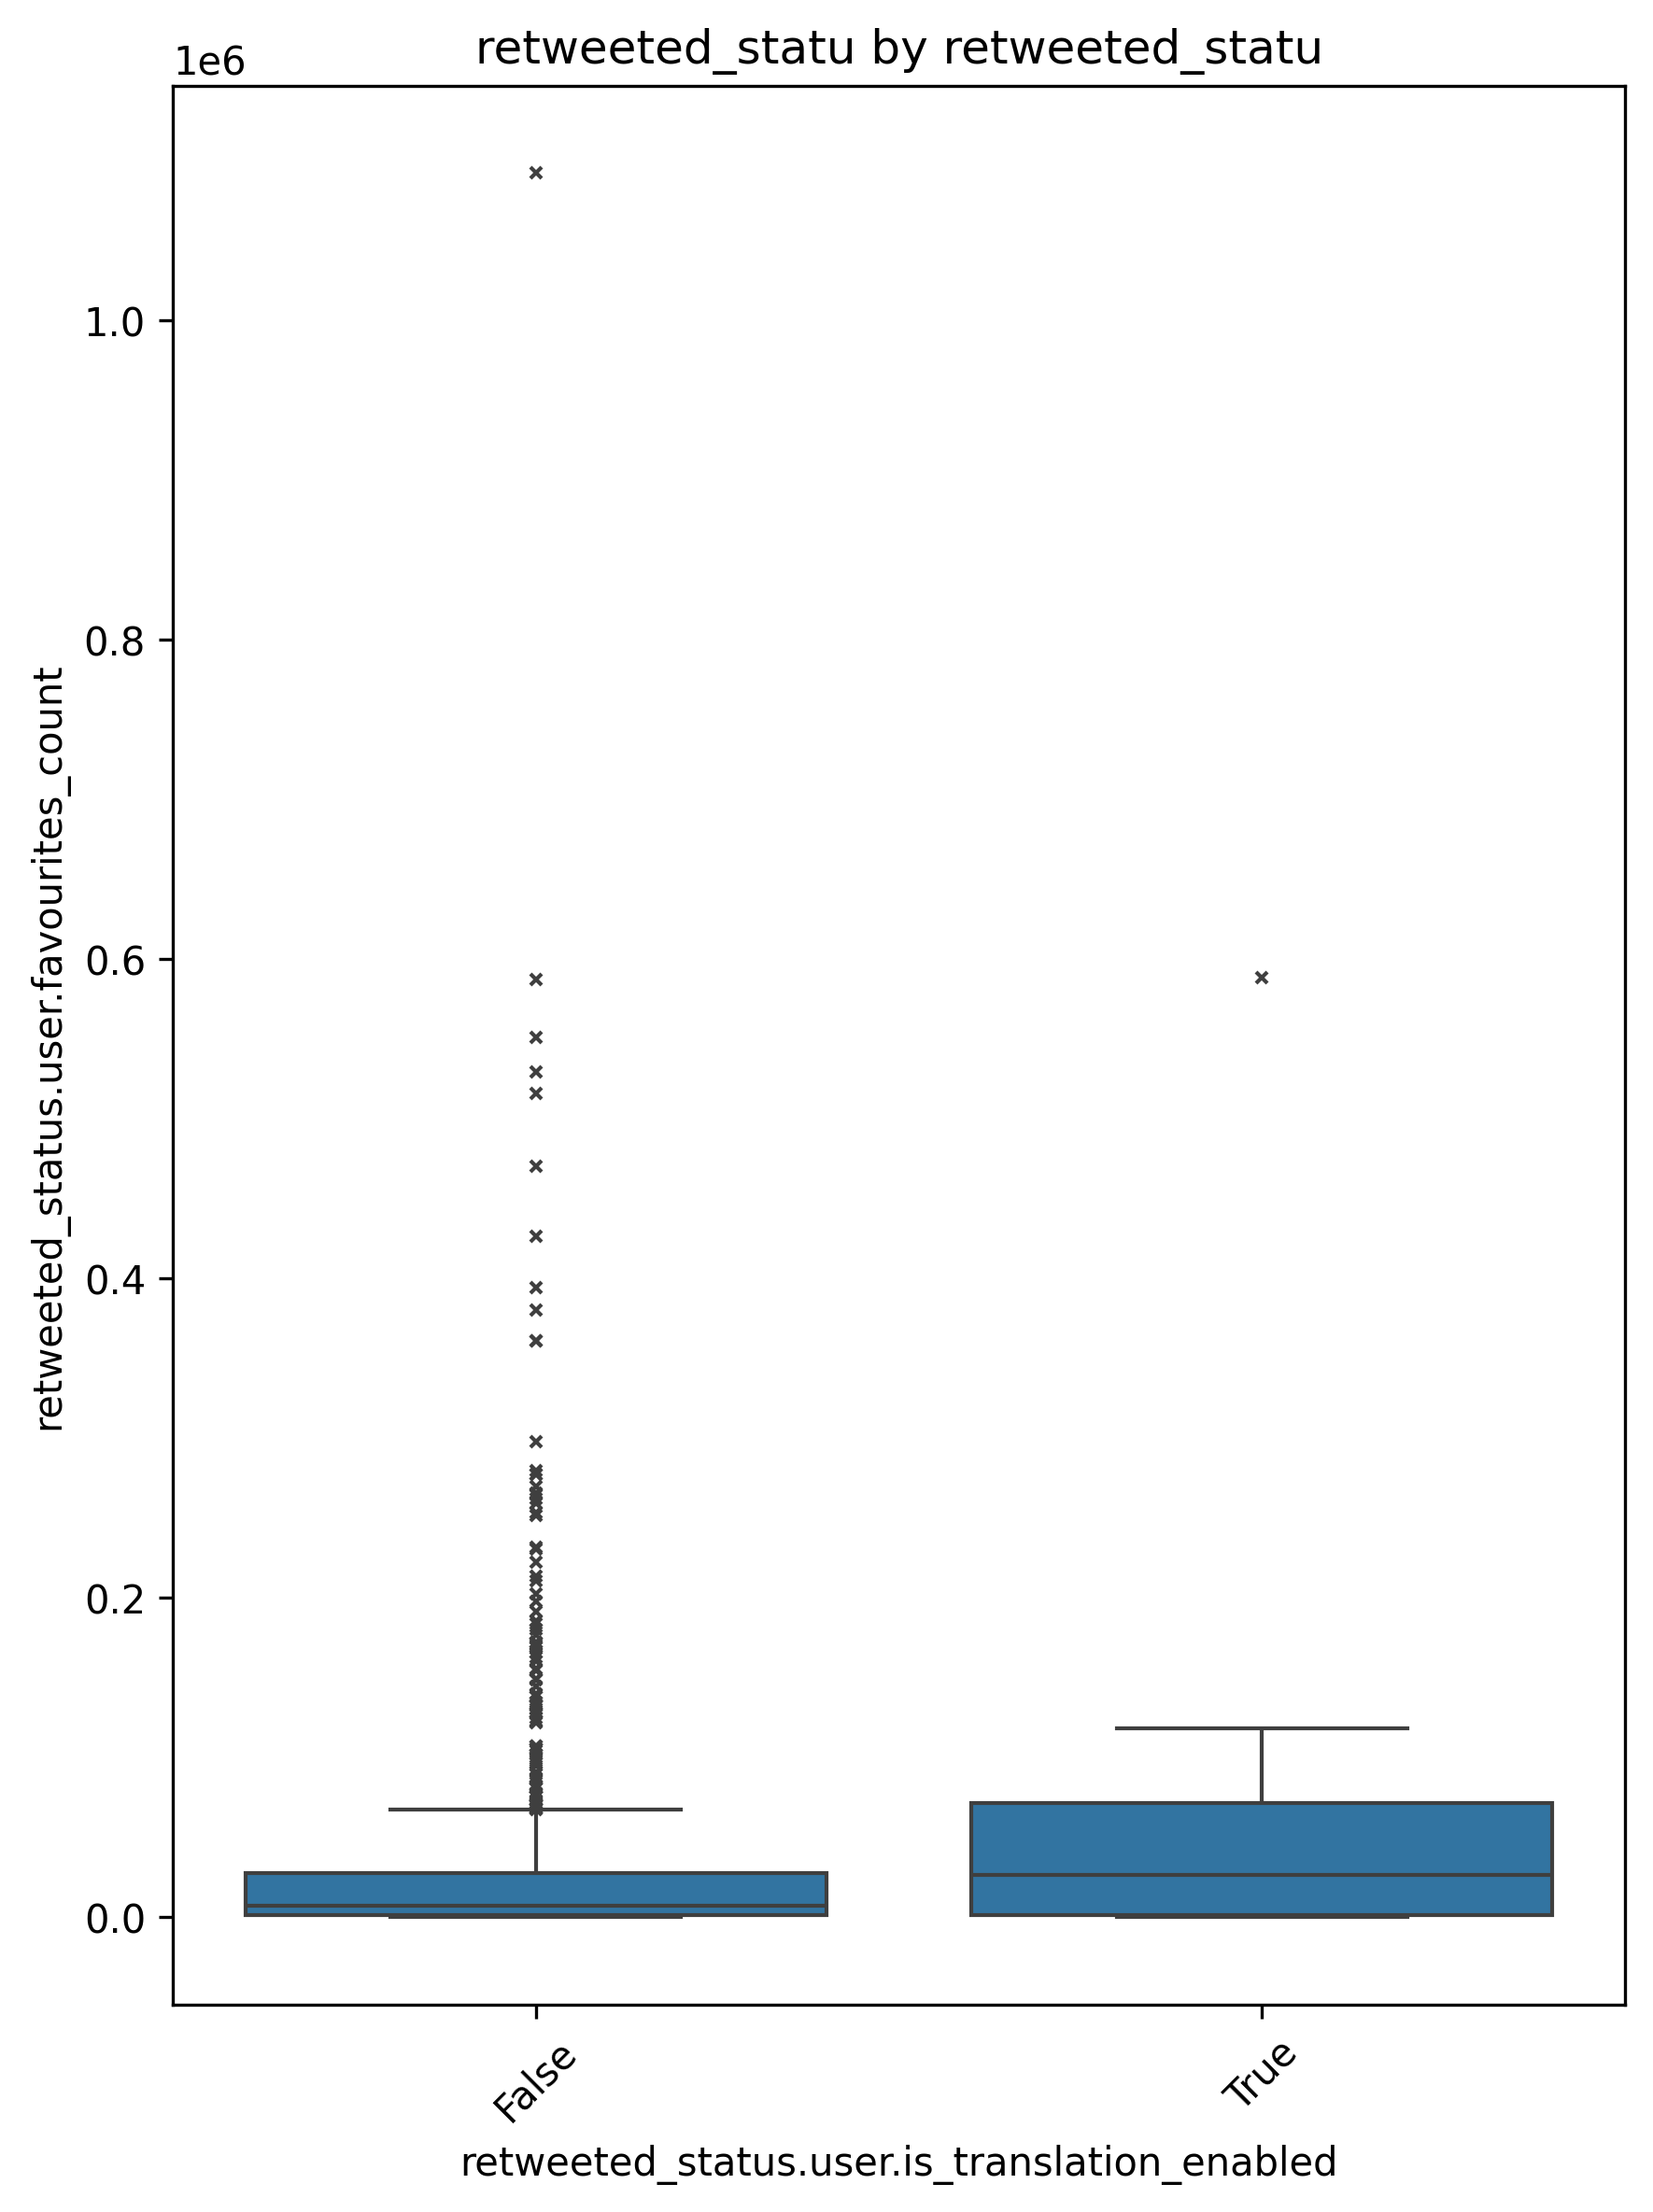 retweeted_statu by retweeted_statu
1e6
1.0
0.8
0.6
0.4
0.2
0.0
retweeted_status.user.favourites_count
False
True
retweeted_status.user.is_translation_enabled